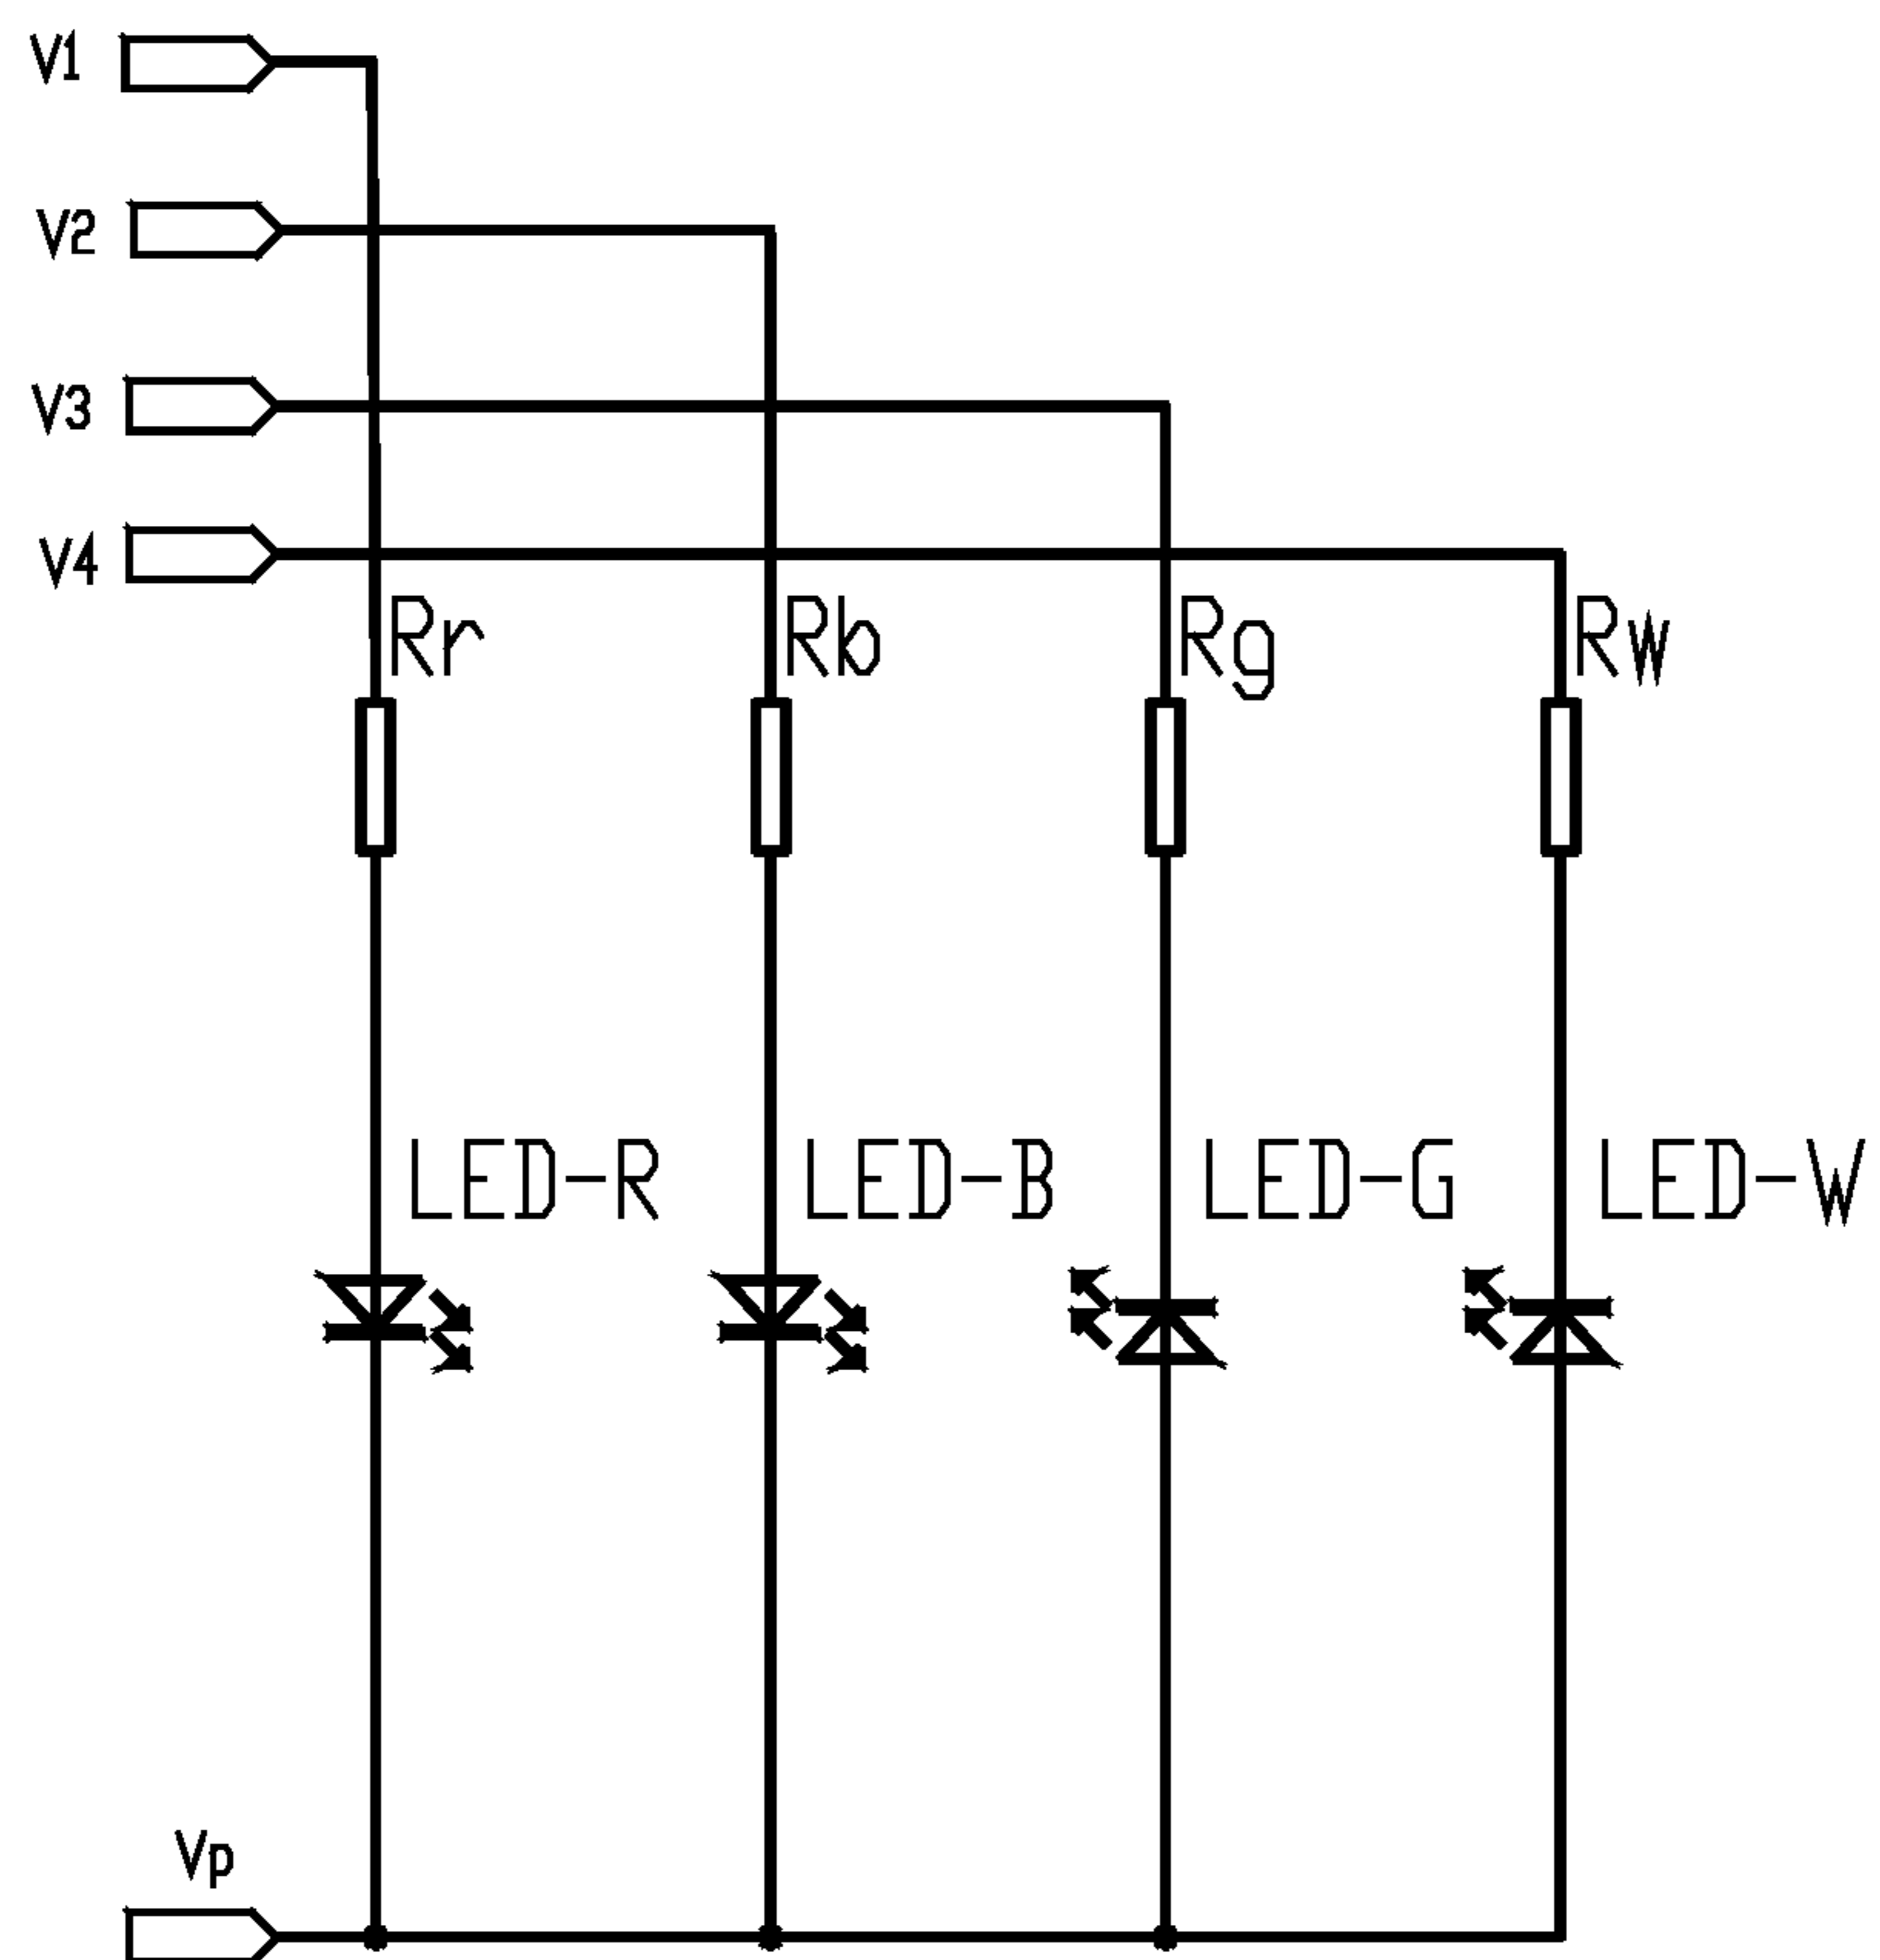 V1
V2
V3
V4
Rr Rb Rg Rw
LED-R LED-B LED-G LED-W
Vp